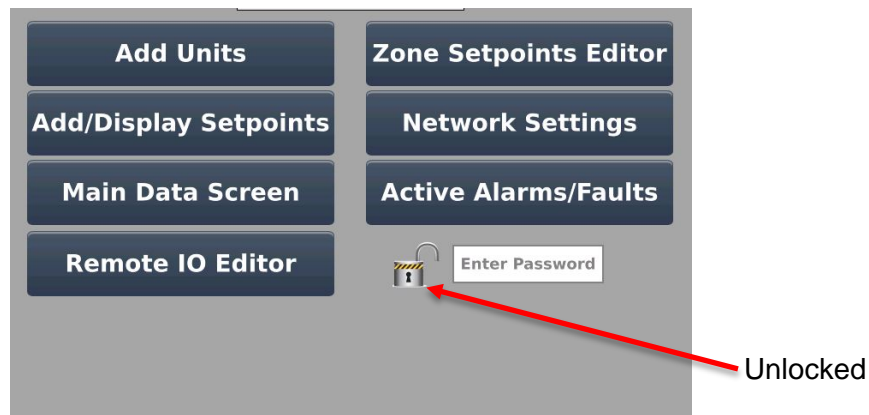 Add Units
Zone Setpoints Editor
Add/Display Setpoints
Network Settings
Main Data Screen
Active Alarms/Faults
Remote IO Editor
Enter Password
Unlocked